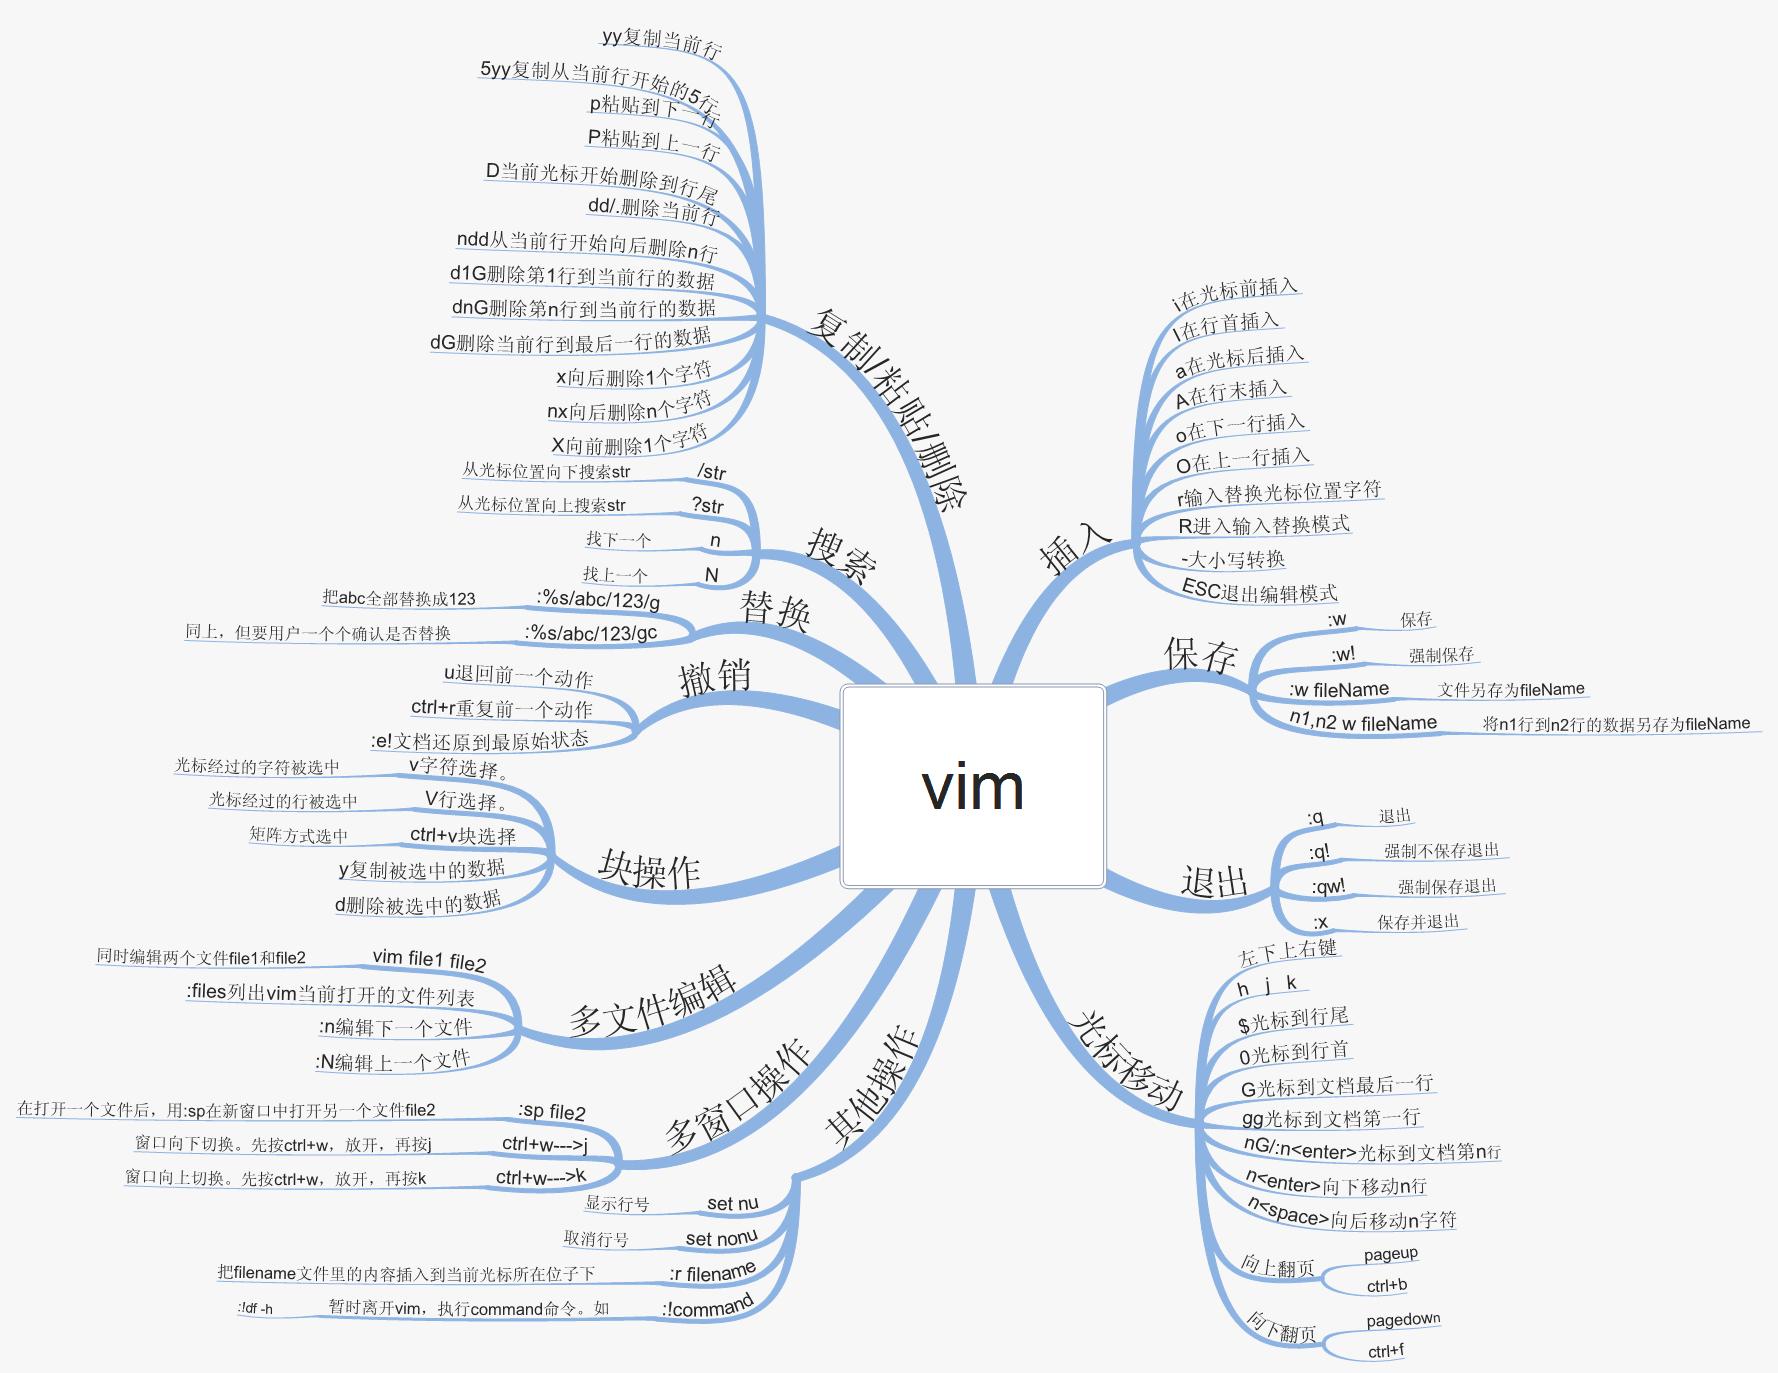 vim
复制/粘贴/删除
yy复制当前行
5yy复制从当前行开始的5行
p粘贴到下一行
P粘贴到上一行
D当前光标开始删除到行尾
dd/.删除当前行
ndd从当前行开始向后删除n行
d1G删除第1行到当前行的数据
dnG删除第n行到当前行的数据
dG删除当前行到最后一行的数据
x向后删除1个字符
nx向后删除n个字符
X向前删除1个字符
搜索
/str 从光标位置向下搜索str
?str 从光标位置向上搜索str
n 找下一个
N 找上一个
替换
:%s/abc/123/g 把abc全部替换成123
:%s/abc/123/gc 同上，但要用户一个个确认是否替换
撤销
u退回前一个动作
ctrl+r重复前一个动作
:e!文档还原到最原始状态
块操作
v字符选择。 光标经过的字符被选中
V行选择。 光标经过的行被选中
ctrl+v块选择 矩阵方式选中
y复制被选中的数据
d删除被选中的数据
多文件编辑
vim file1 file2 同时编辑两个文件file1和file2
:files列出vim当前打开的文件列表
:n编辑下一个文件
:N编辑上一个文件
多窗口操作
:sp file2 在打开一个文件后，用:sp在新窗口中打开另一个文件file2
ctrl+w--->j 窗口向下切换。先按ctrl+w，放开，再按j
ctrl+w--->k 窗口向上切换。先按ctrl+w，放开，再按k
其他操作
set nu 显示行号
set nonu 取消行号
:r filename 把filename文件里的内容插入到当前光标所在位子下
:!command 暂时离开vim，执行command命令。如 :!df -h
插入
i在光标前插入
I在行首插入
a在光标后插入
A在行末插入
o在下一行插入
O在上一行插入
r输入替换光标位置字符
R进入输入替换模式
-大小写转换
ESC退出编辑模式
保存
:w 保存
:w! 强制保存
:w fileName 文件另存为fileName
n1,n2 w fileName 将n1行到n2行的数据另存为fileName
退出
:q 退出
:q! 强制不保存退出
:qw! 强制保存退出
:x 保存并退出
光标移动
左下上右键
h j k
$光标到行尾
0光标到行首
G光标到文档最后一行
gg光标到文档第一行
nG/:n<enter>光标到文档第n行
n<enter>向下移动n行
n<space>向后移动n字符
向上翻页
pageup
ctrl+b
向下翻页
pagedown
ctrl+f